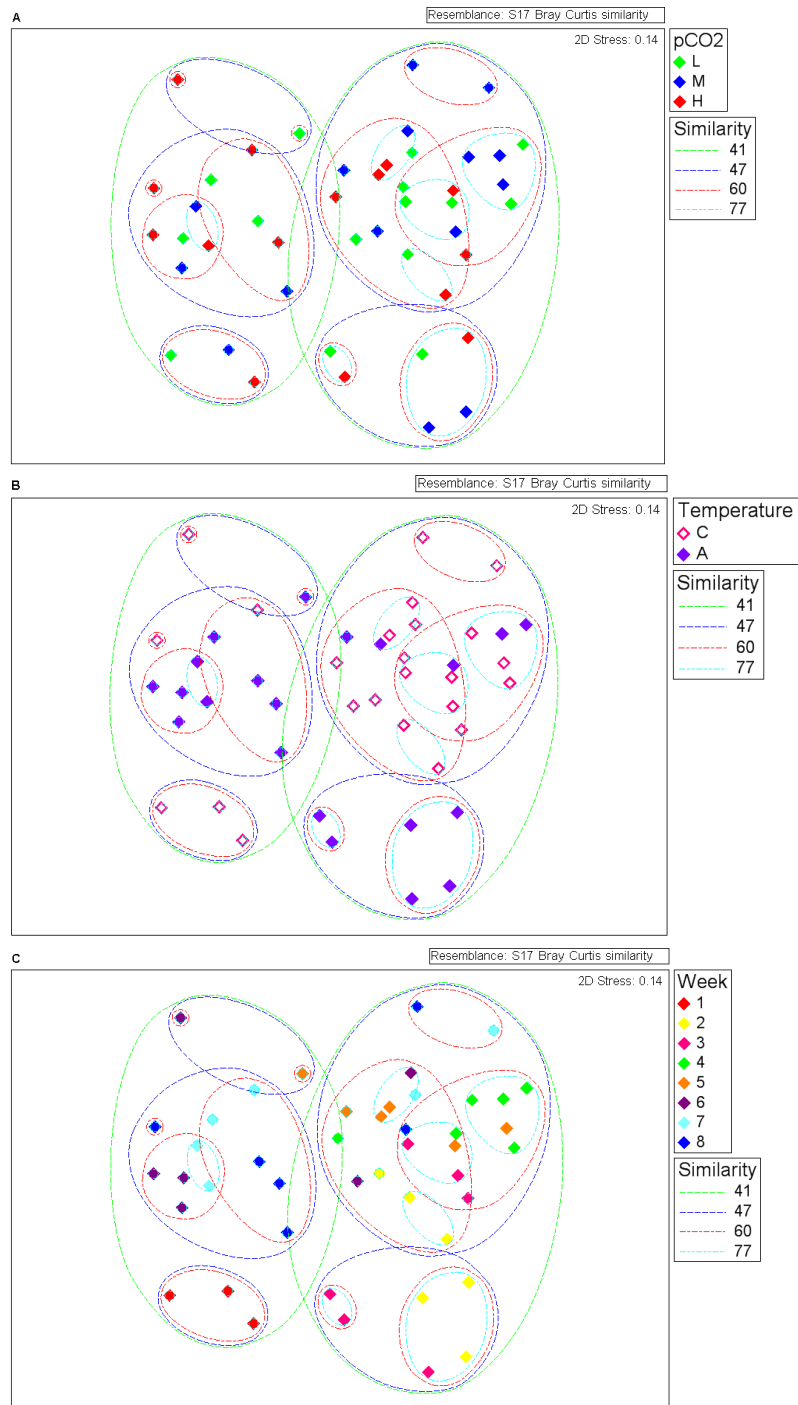 A
Resemblance: S17 Bray Curtis similarity
2D Stress: 0.14
pCO2
L
M
H
Similarity
41
47
60
77
B
Resemblance: S17 Bray Curtis similarity
2D Stress: 0.14
Temperature
C
A
Similarity
41
47
60
77
C
Resemblance: S17 Bray Curtis similarity
2D Stress: 0.14
Week
1
2
3
4
5
6
7
8
Similarity
41
47
60
77